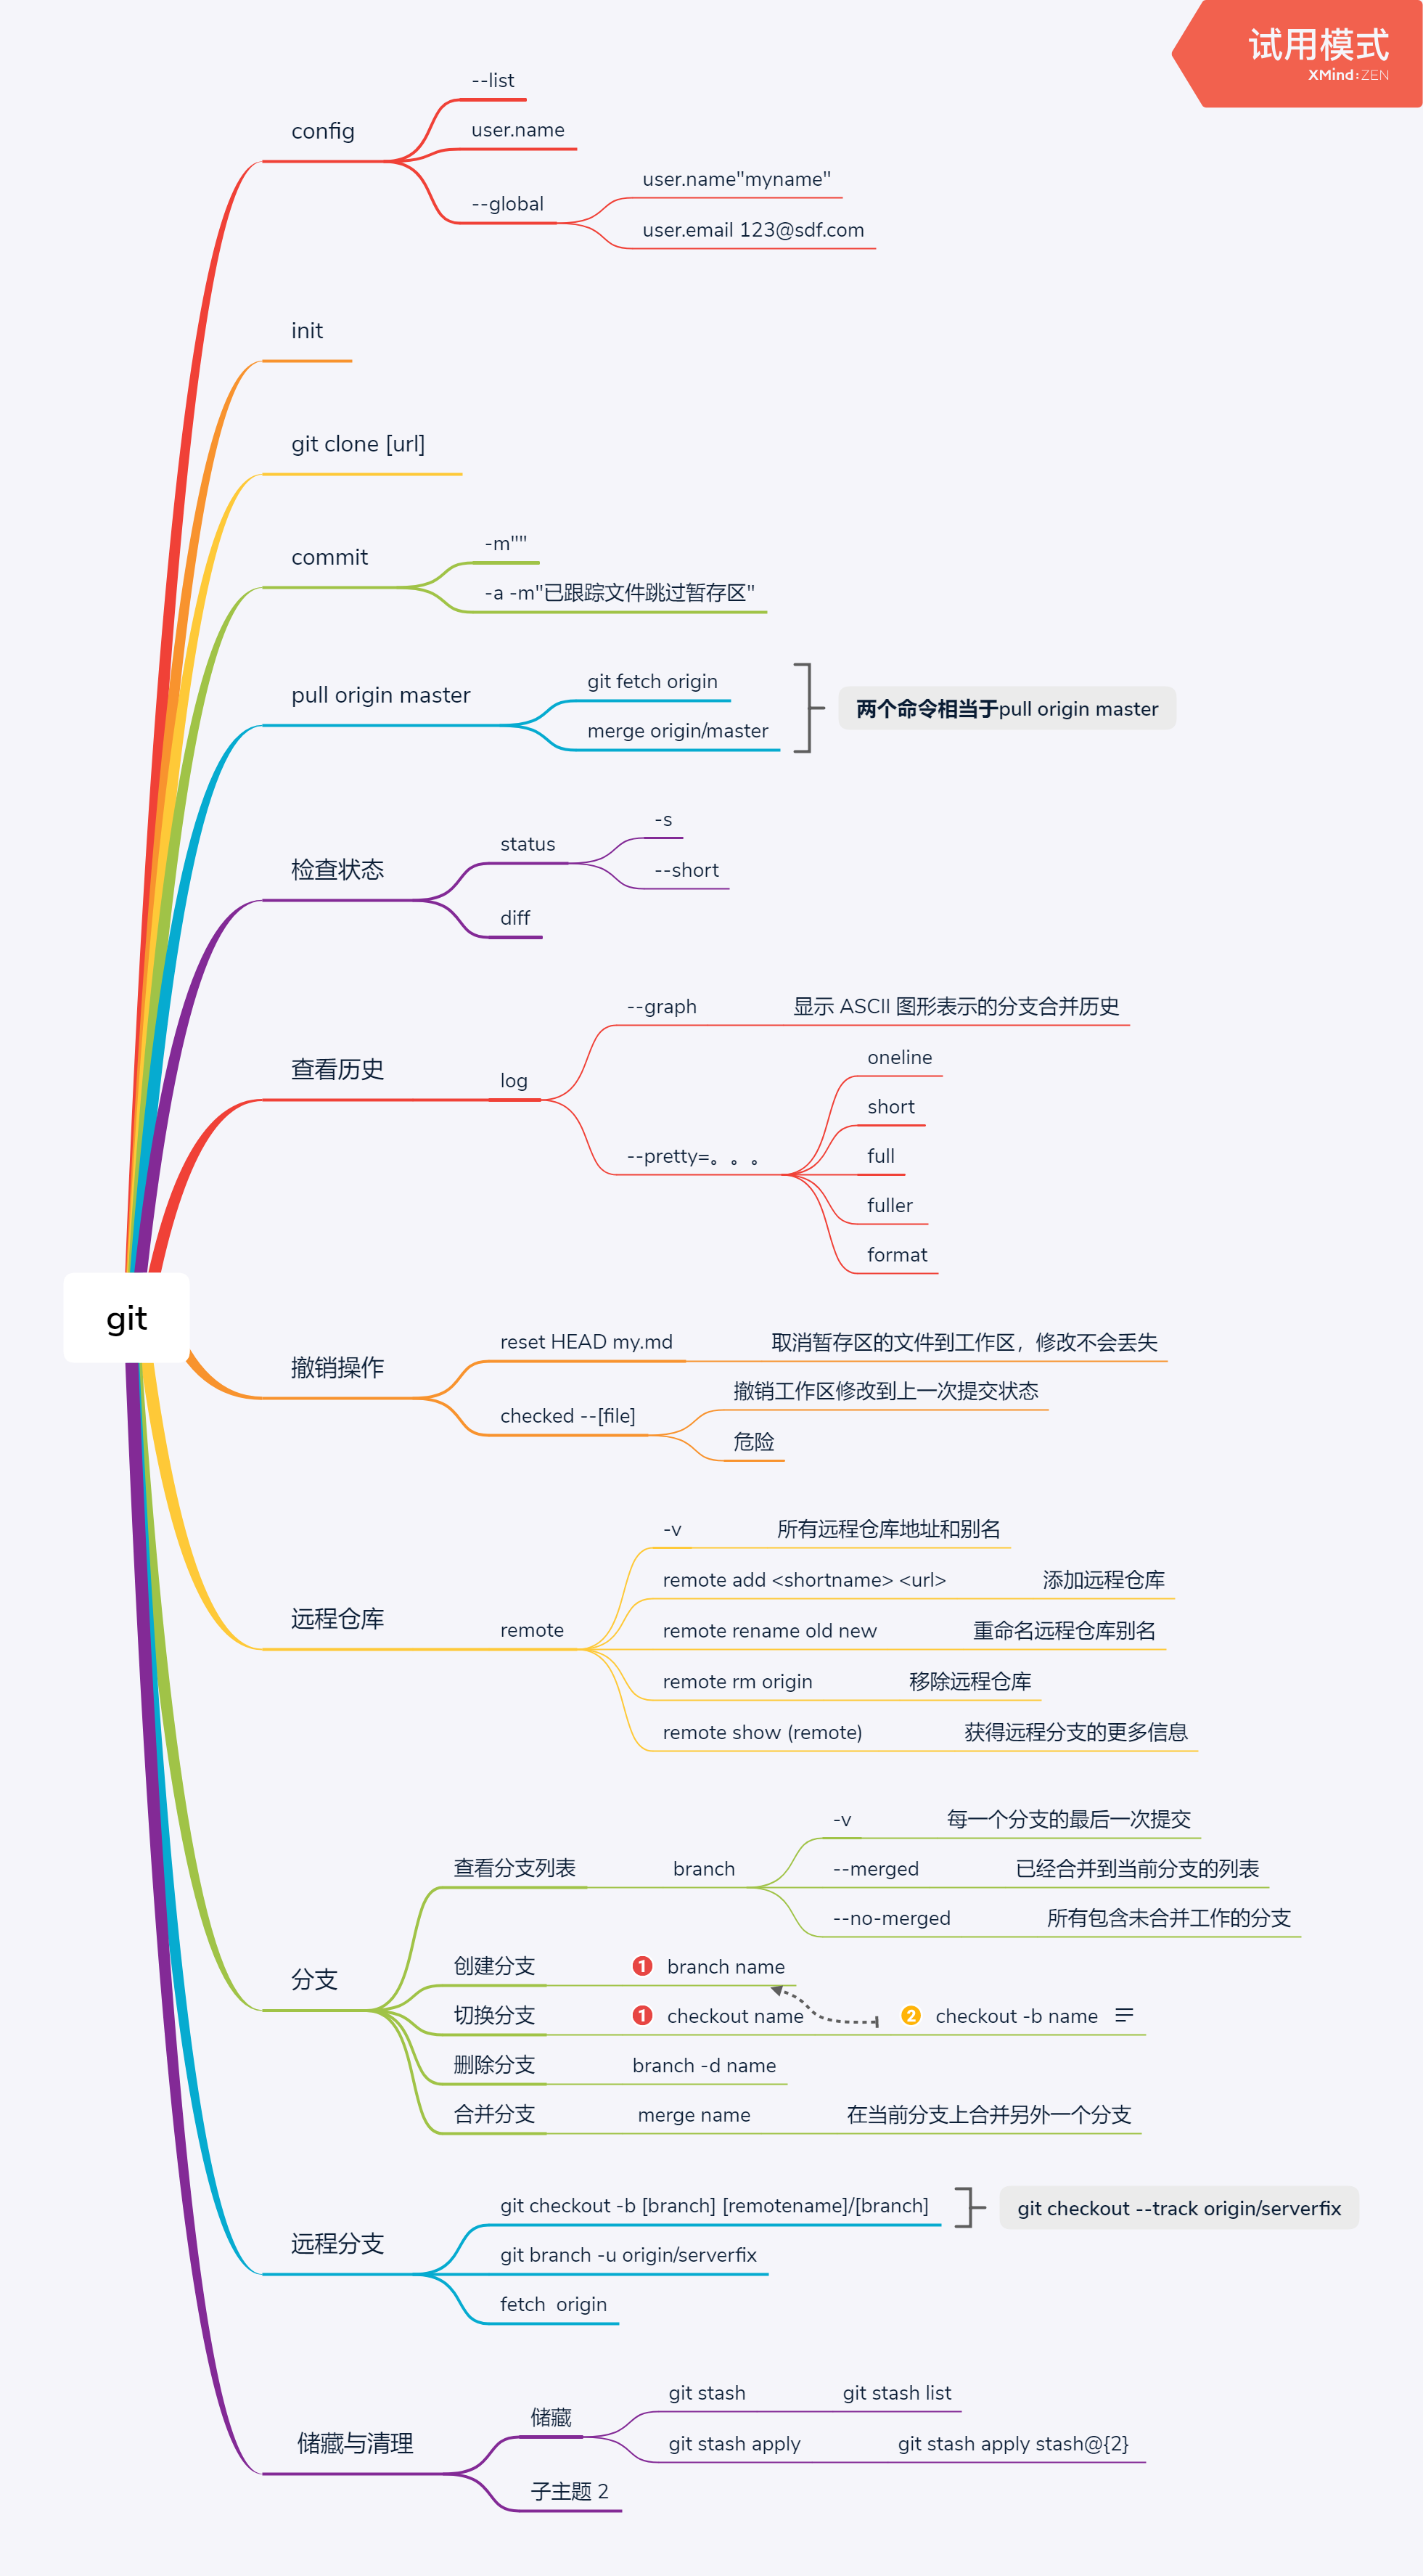 试用模式
XMind:ZEN
config
--list
user.name
--global
user.name"myname"
user.email 123@sdf.com
init
git clone [url]
commit
-m""
-a -m"已跟踪文件跳过暂存区"
pull origin master
git fetch origin
merge origin/master
两个命令相当于pull origin master
检查状态
status
-s
--short
diff
查看历史
log
--graph
显示 ASCII 图形表示的分支合并历史
--pretty=。。。
oneline
short
full
fuller
format
git
撤销操作
reset HEAD my.md
取消暂存区的文件到工作区，修改不会丢失
checked --[file]
撤销工作区修改到上一次提交状态
危险
远程仓库
remote
-v
所有远程仓库地址和别名
remote add <shortname> <url>
添加远程仓库
remote rename old new
重命名远程仓库别名
remote rm origin
移除远程仓库
remote show (remote)
获得远程分支的更多信息
分支
查看分支列表
branch
-v
每一个分支的最后一次提交
--merged
已经合并到当前分支的列表
--no-merged
所有包含未合并工作的分支
创建分支
1 branch name
切换分支
1 checkout name
2 checkout -b name
删除分支
branch -d name
合并分支
merge name
在当前分支上合并另外一个分支
远程分支
git checkout -b [branch] [remotename]/[branch]
git checkout --track origin/serverfix
git branch -u origin/serverfix
fetch  origin
储藏与清理
储藏
git stash
git stash list
git stash apply
git stash apply stash@{2}
子主题 2